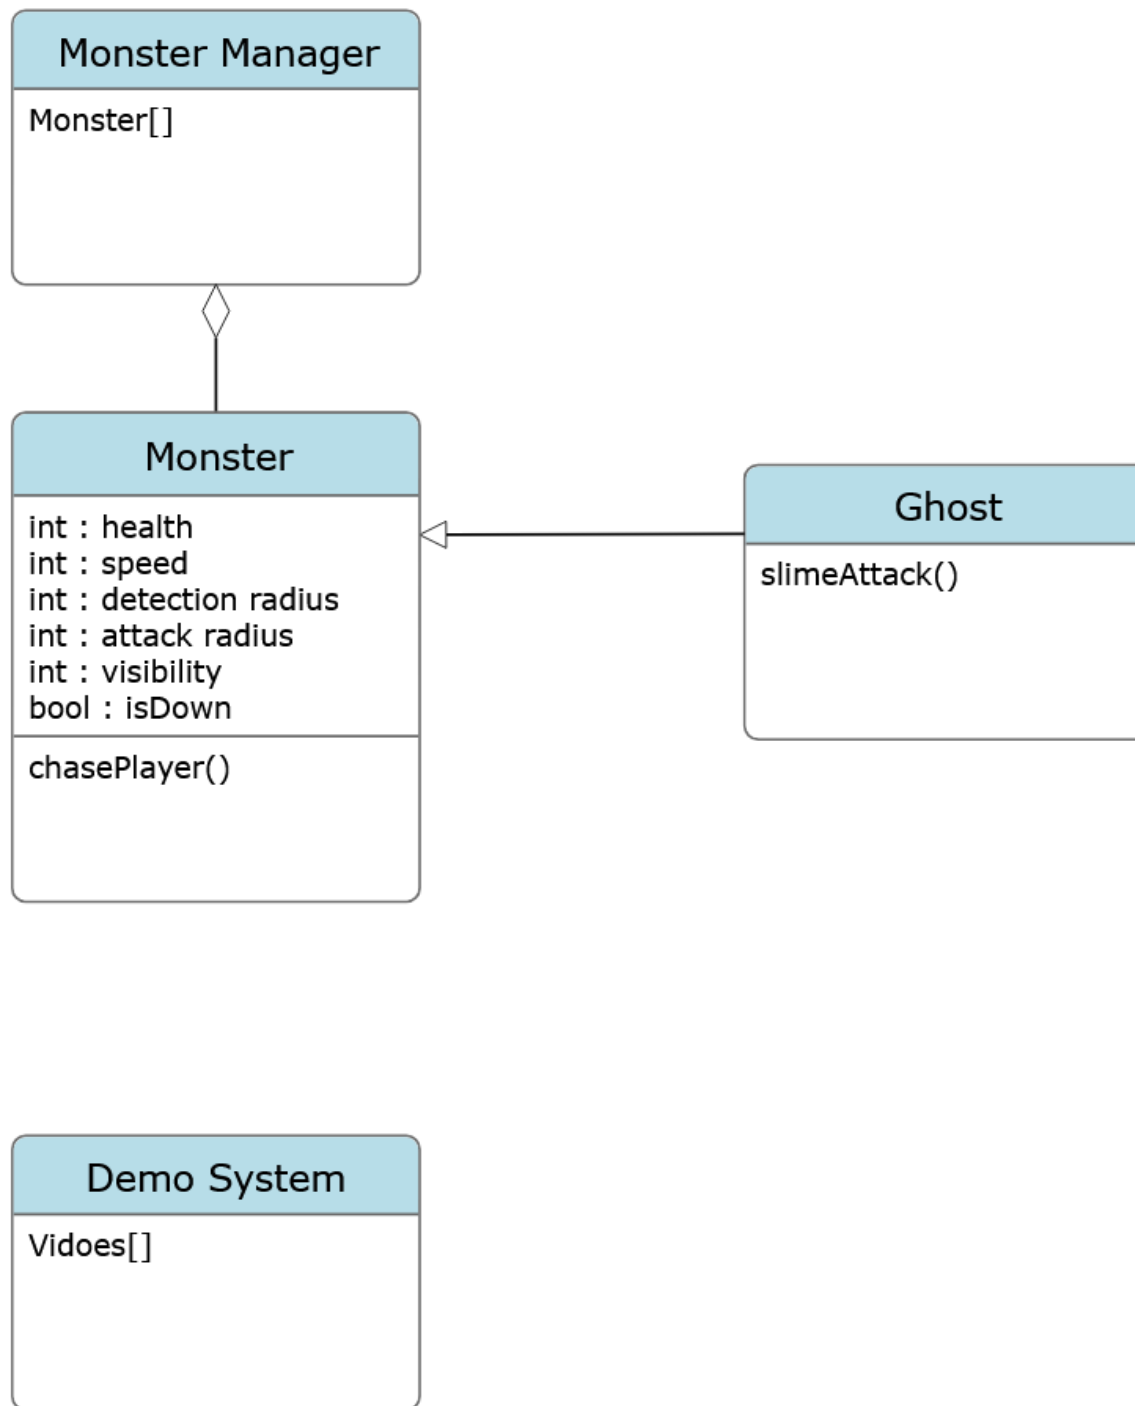 Monster Manager
Monster[]
Monster
int : health
int : speed
int : detection radius
int : attack radius
int : visibility
bool : isDown
chasePlayer()
Ghost
slimeAttack()
Demo System
Vidoes[]